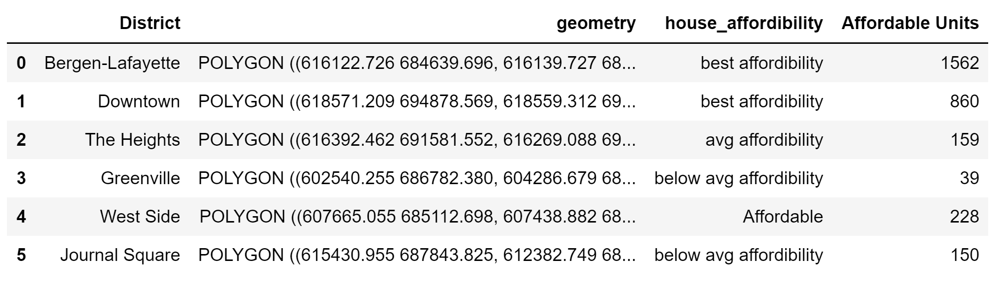 District geometry house_affordibility Affordable Units
0 Bergen-Lafayette POLYGON ((616122.726 684639.696, 616139.727 68... best affordibility 1562
1 Downtown POLYGON ((618571.209 694878.569, 618559.312 69... best affordibility 860
2 The Heights POLYGON ((616392.462 691581.552, 616269.088 69... avg affordibility 159
3 Greenville POLYGON ((602540.255 686782.380, 604286.679 68... below avg affordibility 39
4 West Side POLYGON ((607665.055 685112.698, 607438.882 68... Affordable 228
5 Journal Square POLYGON ((615430.955 687843.825, 612382.749 68... below avg affordibility 150